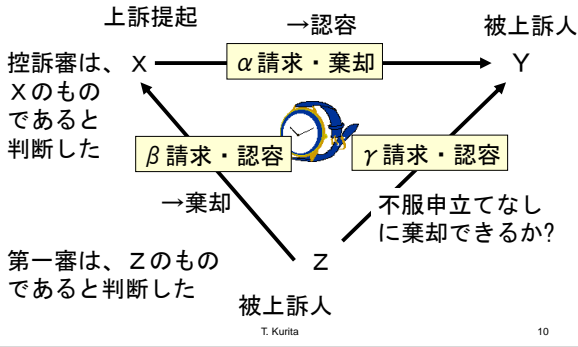 上訴提起
→認容
被上訴人
控訴審は、
Xのもの
であると
判断した
X
α請求・棄却
Y
β請求・認容
γ請求・認容
→棄却
不服申立てなし
に棄却できるか?
第一審は、Zのもの
であると判断した
Z
被上訴人
T. Kurita
10